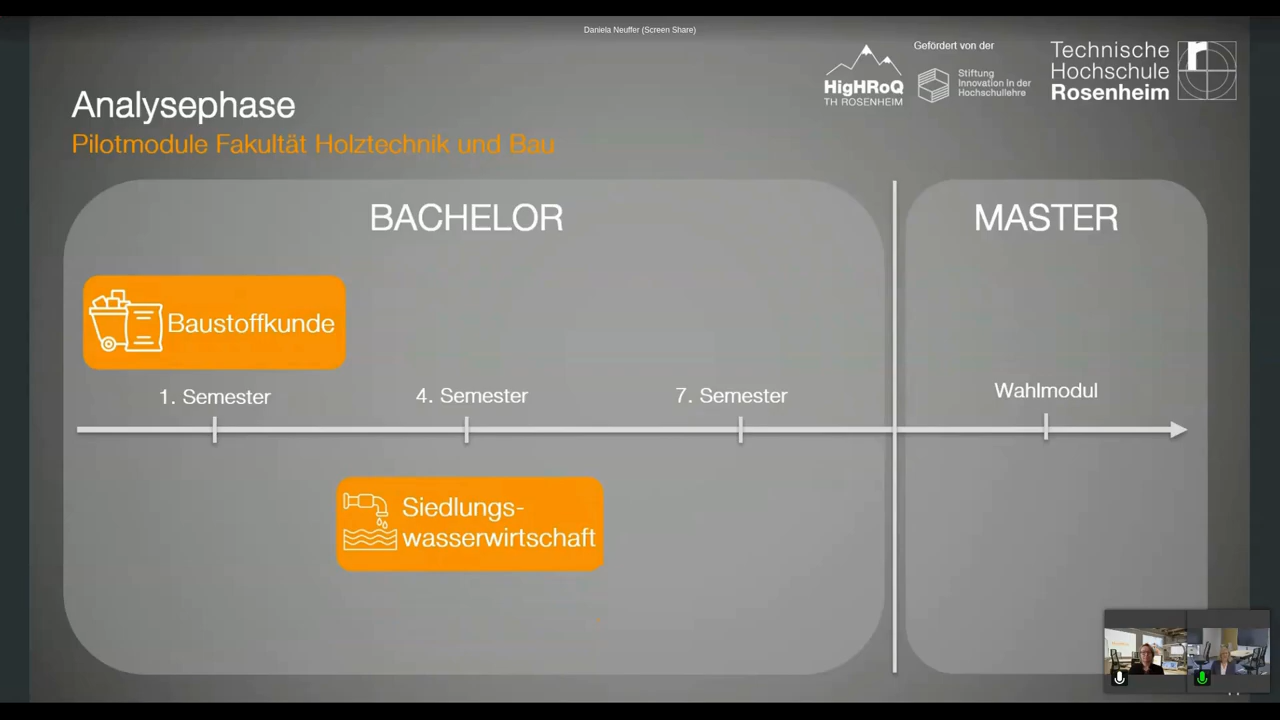 Daniela Neuffer (Screen Share)
Gefördert von der
HigHRoQ
TH ROSENHEIM
Stiftung
Innovation in der
Hochschullehre
Technische
Hochschule
Rosenheim
Analysephase
Pilotmodule Fakultät Holztechnik und Bau
BACHELOR
MASTER
Baustoffkunde
1. Semester
4. Semester
7. Semester
Wahlmodul
Siedlungs-
wasserwirtschaft